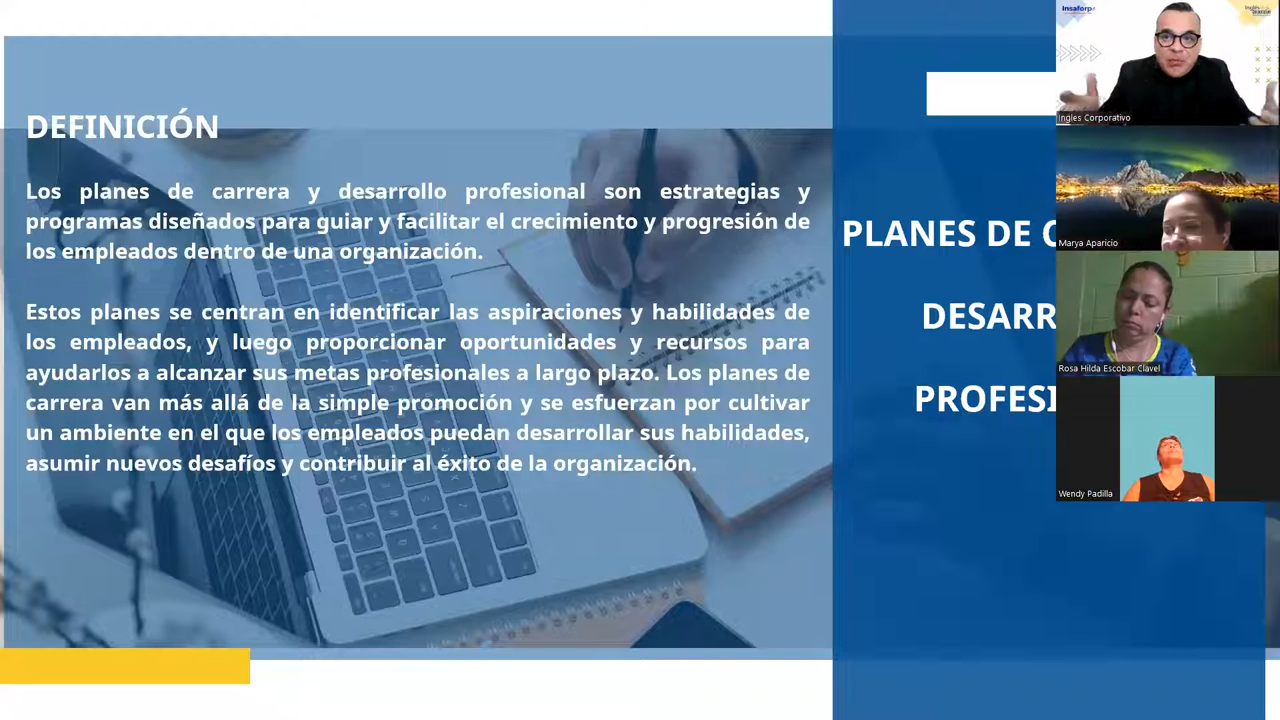 DEFINICIÓN
Los planes de carrera y desarrollo profesional son estrategias y
programas diseñados para guiar y facilitar el crecimiento y progresión de
los empleados dentro de una organización.
Estos planes se centran en identificar las aspiraciones y habilidades de
los empleados, y luego proporcionar oportunidades y recursos para
ayudarlos a alcanzar sus metas profesionales a largo plazo. Los planes de
carrera van más allá de la simple promoción y se esfuerzan por cultivar
un ambiente en el que los empleados puedan desarrollar sus habilidades,
asumir nuevos desafíos y contribuir al éxito de la organización.
PLANES DE
DESARR
PROFESI
Insaforp
Ingles Corporativo
Marya Aparicio
Rosa Hilda Escobar Clavel
Wendy Padilla